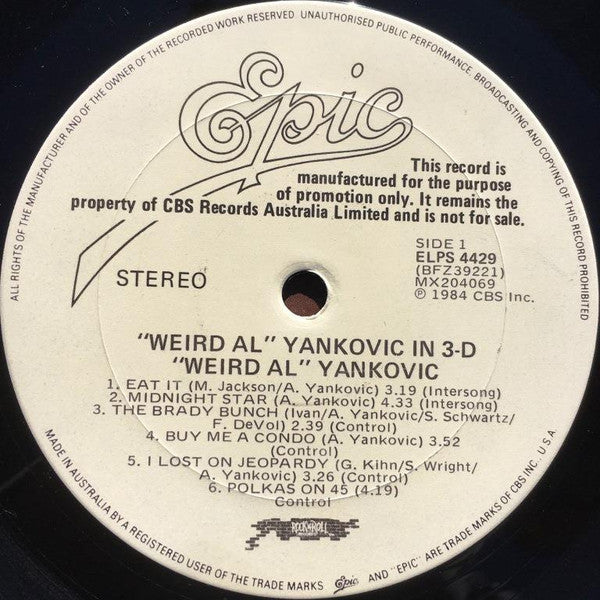 ALL RIGHTS OF THE MANUFACTURER AND OF THE OWNER OF THE RECORDED WORK RESERVED UNAUTHORISED PUBLIC PERFORMANCE, BROADCASTING AND COPYING OF THIS RECORD PROHIBITED
Epic
This record is
manufactured for the purpose
of promotion only. It remains the
property of CBS Records Australia Limited and is not for sale.
SIDE 1
ELPS 4429
(BFZ39221)
MX204069
℗ 1984 CBS Inc.
STEREO
"WEIRD AL" YANKOVIC IN 3-D
"WEIRD AL" YANKOVIC
1. EAT IT (M. Jackson/A. Yankovic) 3.19 (Intersong)
2. MIDNIGHT STAR (A. Yankovic) 4.33 (Intersong)
3. THE BRADY BUNCH (Ivan/A. Yankovic/S. Schwartz/
F. DeVol) 2.39 (Control)
4. BUY ME A CONDO (A. Yankovic) 3.52
(Control)
5. I LOST ON JEOPARDY (G. Kihn/S. Wright/
A. Yankovic) 3.26 (Control)
6. POLKAS ON 45 (4.19)
Control
ROCK N ROLL
MADE IN AUSTRALIA BY A REGISTERED USER OF THE TRADE MARKS Epic AND "EPIC" ARE TRADE MARKS OF CBS INC. U S A